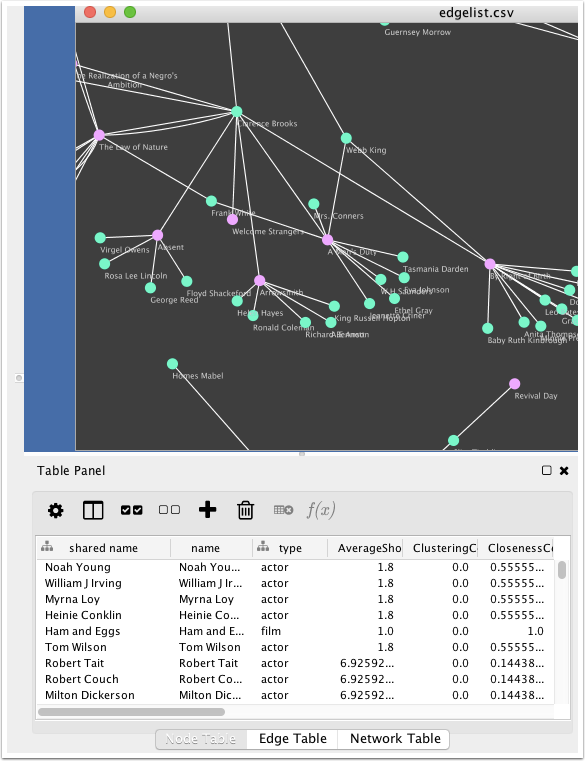 edgelist.csv
Guernsey Morrow
he Realization of a Negro's
Ambition
Clarence Brooks
The Law of Nature
Webb King
Frank White
Mrs. Conners
Welcome Strangers
Absent
Virgel Owens
A Man's Duty
Tasmania Darden
Rosa Lee Lincoln
Floyd Shackeford
George Reed
Arrowsmith
W.H. Saunders
Eva Johnson
Helen Hayes
King Russell
Ethel Gray
Ronald Coleman
Richard
Baby Ruth Kimbrough
Anita Thompson
Homes Mabel
Revival Day
Table Panel
f(x)
shared name name type AverageSho ClusteringC ClosenessCe
Noah Young Noah You... actor 1.8 0.0 0.55555...
William J Irving William J Ir... actor 1.8 0.0 0.55555...
Myrna Loy Myrna Loy actor 1.8 0.0 0.55555...
Heinie Conklin Heinie Co... actor 1.8 0.0 0.55555...
Ham and Eggs Ham and E... film 1.0 0.0 1.0
Tom Wilson Tom Wilson actor 1.8 0.0 0.55555...
Robert Tait Robert Tait actor 6.92592... 0.0 0.14438...
Robert Couch Robert Co... actor 6.92592... 0.0 0.14438...
Milton Dickerson Milton Dic... actor 6.92592... 0.0 0.14438...
Node Table Edge Table Network Table